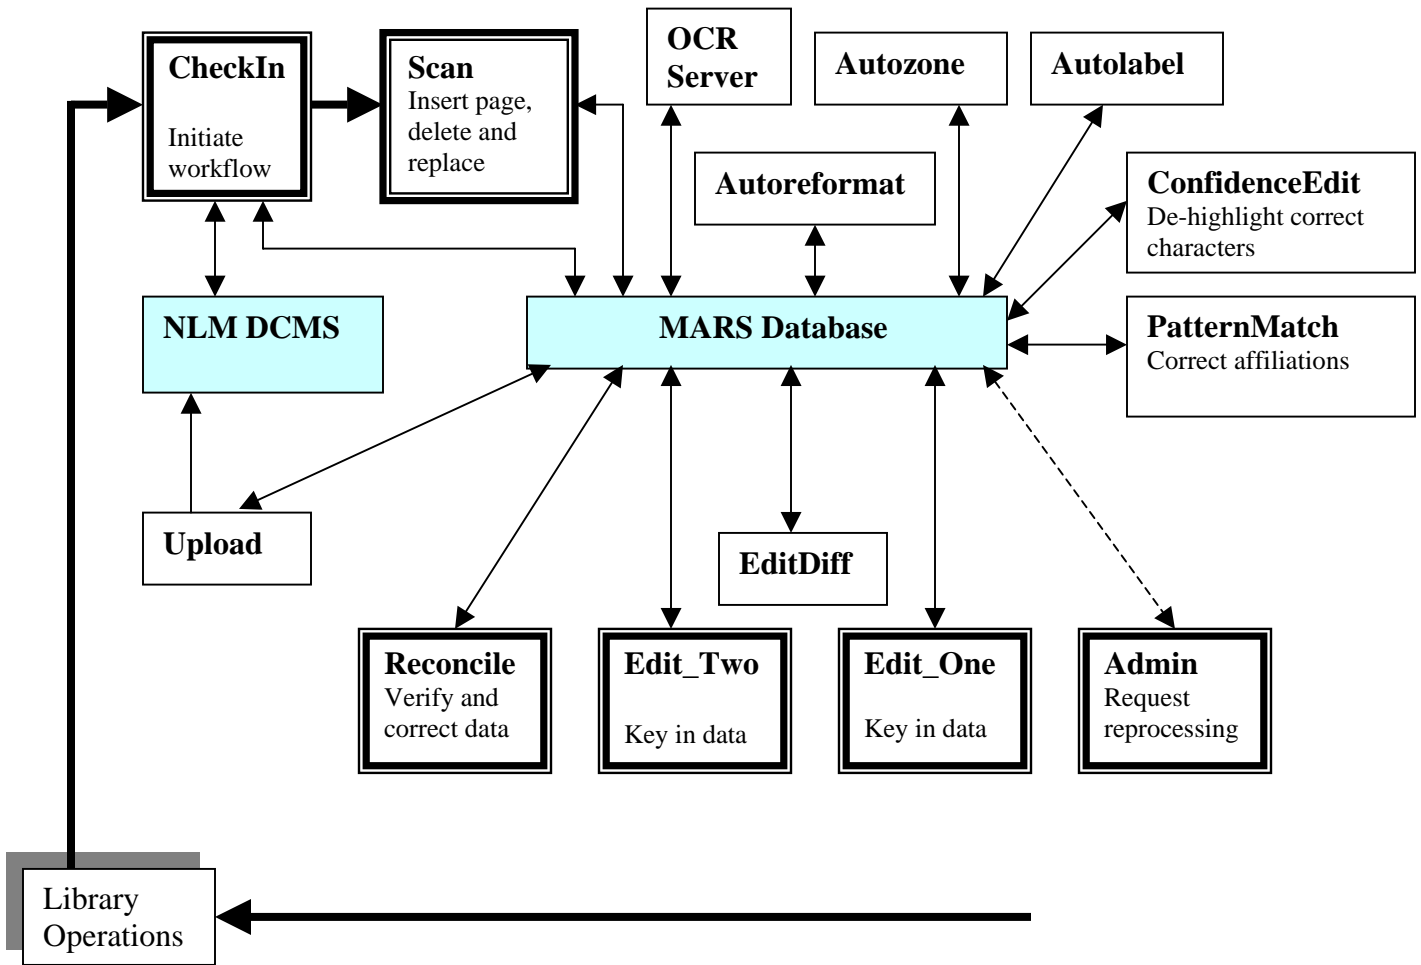 CheckIn
Initiate
workflow
Scan
Insert page,
delete and
replace
OCR
Server
Autozone
Autolabel
Autoreformat
ConfidenceEdit
De-highlight correct
characters
NLM DCMS
MARS Database
PatternMatch
Correct affiliations
Upload
EditDiff
Reconcile
Verify and
correct data
Edit_Two
Key in data
Edit_One
Key in data
Admin
Request
reprocessing
Library
Operations